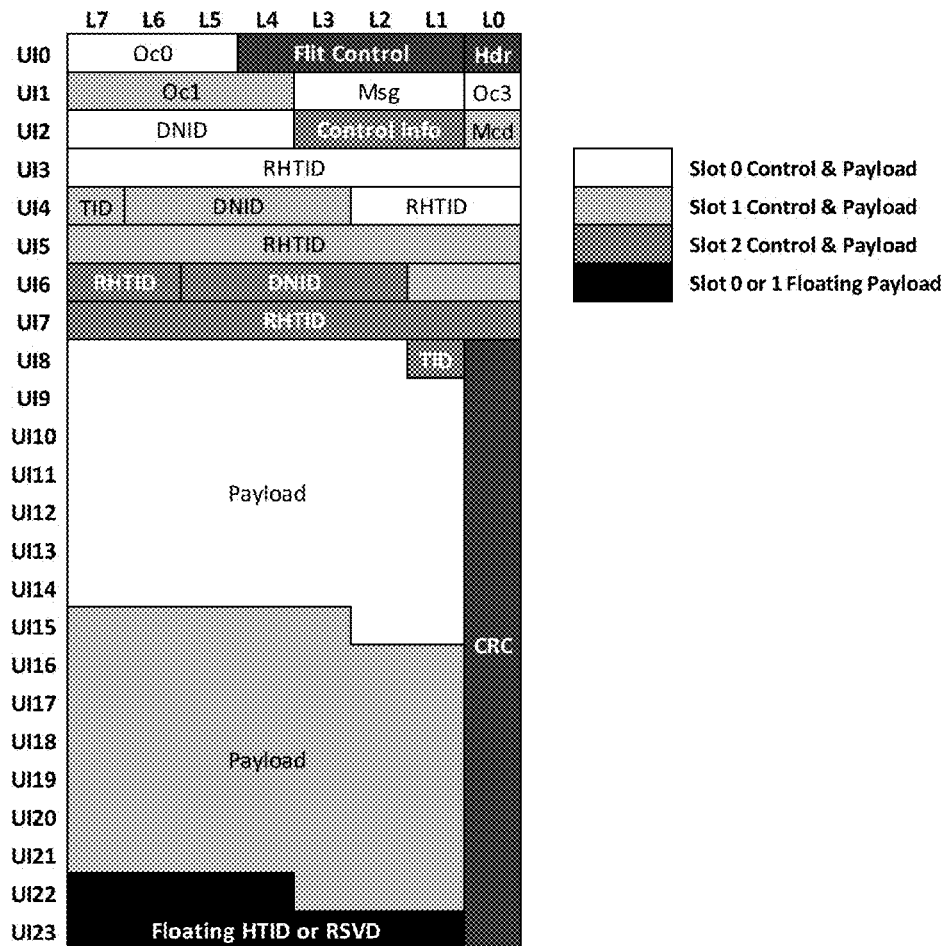 L7 L6 L5 L4 L3 L2 L1 L0
UI0 Oc0 Flit Control Hdr
UI1 Oc1 Msg Oc3
UI2 DNID Control Info Mcd
UI3 RHTID
Slot 0 Control & Payload
UI4 TID DNID RHTID
Slot 1 Control & Payload
UI5 RHTID
Slot 2 Control & Payload
UI6 RHTID DNID
Slot 0 or 1 Floating Payload
UI7 RHTID
UI8 TID
UI9
UI10
UI11
Payload
UI12
UI13
UI14
UI15
CRC
UI16
UI17
UI18
Payload
UI19
UI20
UI21
UI22
UI23 Floating HTID or RSVD